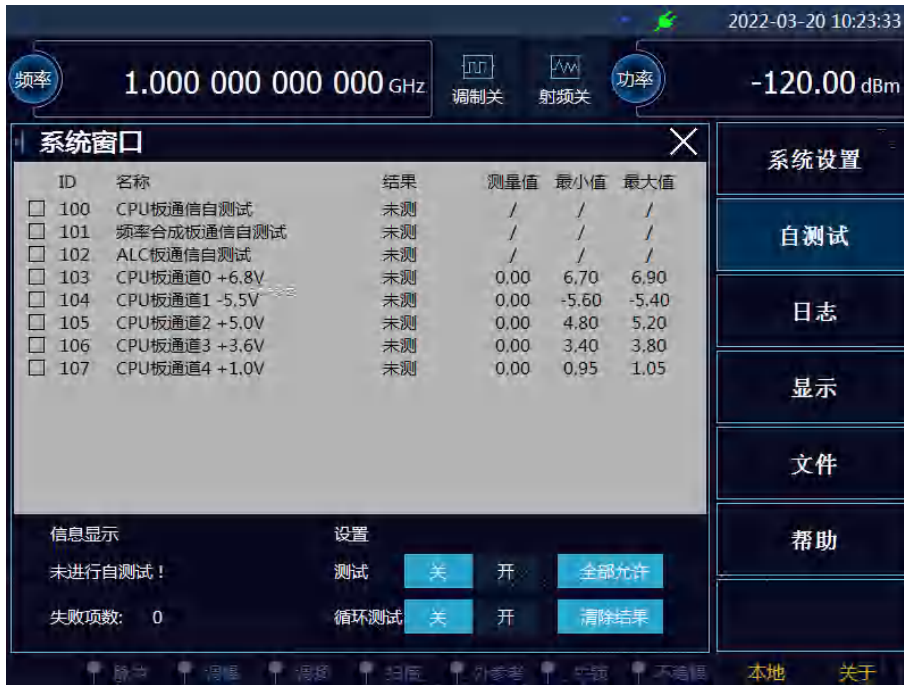 2022-03-20 10:23:33
频率 1.000 000 000 000 GHz 调制关 射频关 功率 -120.00 dBm
系统窗口
ID 名称 结果 测量值 最小值 最大值
100 CPU板通信自测试 未测 / / /
101 频率合成板通信自测试 未测 / / /
102 ALC板通信自测试 未测 / / /
103 CPU板通道0 +6.8V 未测 0.00 6.70 6.90
104 CPU板通道1 -5.5V 未测 0.00 -5.60 -5.40
105 CPU板通道2 +5.0V 未测 0.00 4.80 5.20
106 CPU板通道3 +3.6V 未测 0.00 3.40 3.80
107 CPU板通道4 +1.0V 未测 0.00 0.95 1.05
信息显示 设置
未进行自测试！ 测试 关 开 全部允许
失败项数: 0 循环测试 关 开 清除结果
系统设置
自测试
日志
显示
文件
帮助
外参考 不稳幅 本地 关于